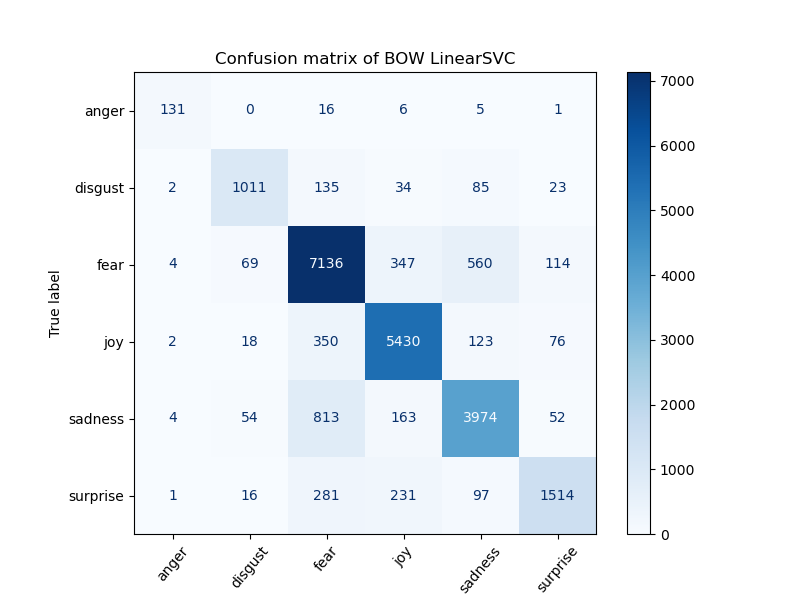 Confusion matrix of BOW LinearSVC
True label
anger 131 0 16 6 5 1
disgust 2 1011 135 34 85 23
fear 4 69 7136 347 560 114
joy 2 18 350 5430 123 76
sadness 4 54 813 163 3974 52
surprise 1 16 281 231 97 1514
anger disgust fear joy sadness surprise
7000
6000
5000
4000
3000
2000
1000
0